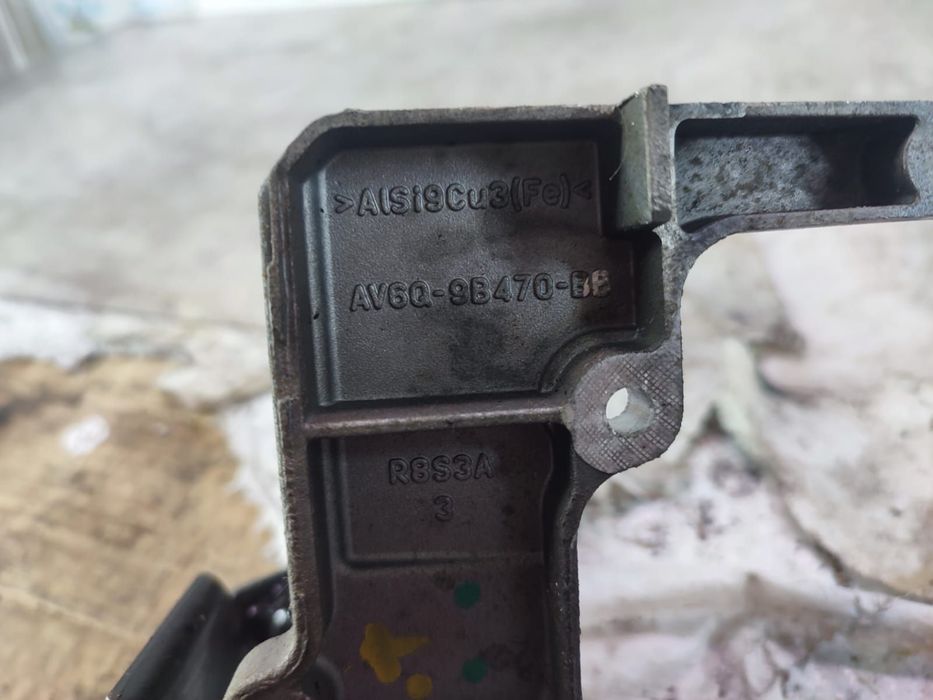 >AlSi9Cu3(Fe)<
AV6Q-9B470-BB
R8S3A
3